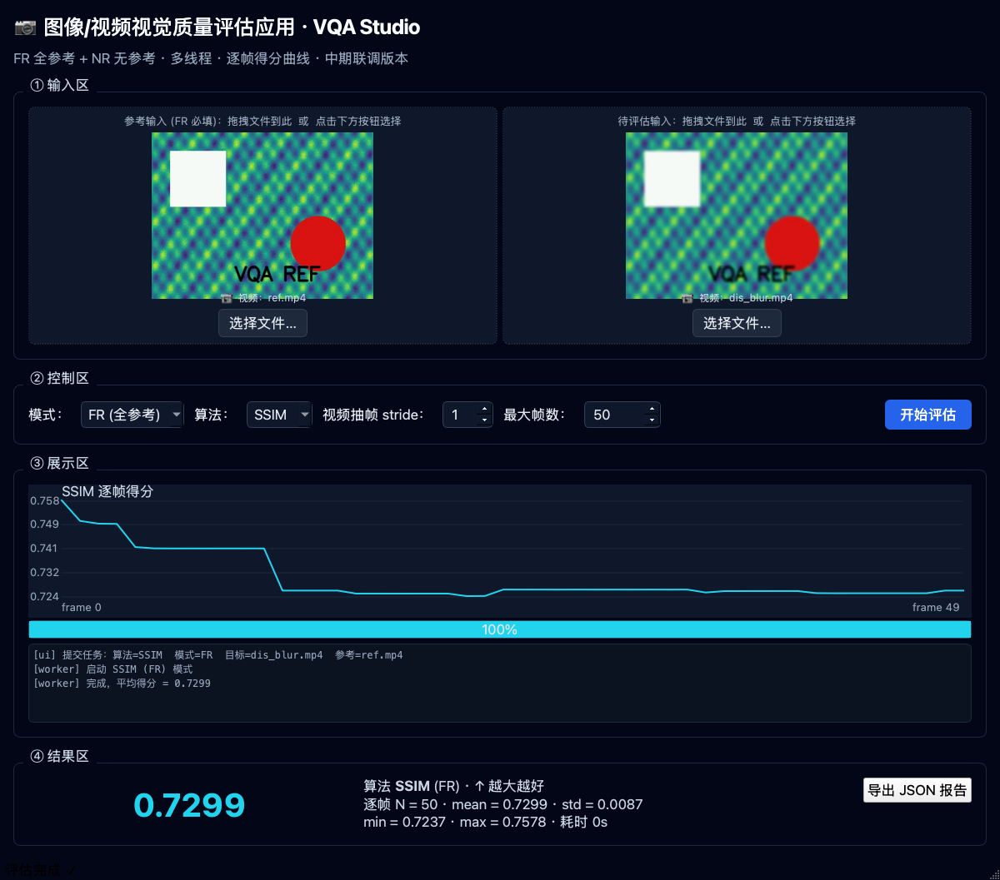 📷 图像/视频视觉质量评估应用 · VQA Studio
FR 全参考 + NR 无参考 · 多线程 · 逐帧得分曲线 · 中期联调版本
① 输入区
参考输入 (FR 必填)：拖拽文件到此 或 点击下方按钮选择
VQA REF
视频：ref.mp4
选择文件...
待评估输入：拖拽文件到此 或 点击下方按钮选择
VQA REF
视频：dis_blur.mp4
选择文件...
② 控制区
模式： FR (全参考) 算法： SSIM 视频抽帧 stride： 1 最大帧数： 50 开始评估
③ 展示区
SSIM 逐帧得分
0.758
0.749
0.741
0.732
0.724
frame 0 frame 49
100%
[ui] 提交任务：算法=SSIM 模式=FR 目标=dis_blur.mp4 参考=ref.mp4
[worker] 启动 SSIM (FR) 模式
[worker] 完成，平均得分 = 0.7299
④ 结果区
0.7299
算法 SSIM (FR) · ↑ 越大越好
逐帧 N = 50 · mean = 0.7299 · std = 0.0087
min = 0.7237 · max = 0.7578 · 耗时 0s
导出 JSON 报告
评估完成 ✓